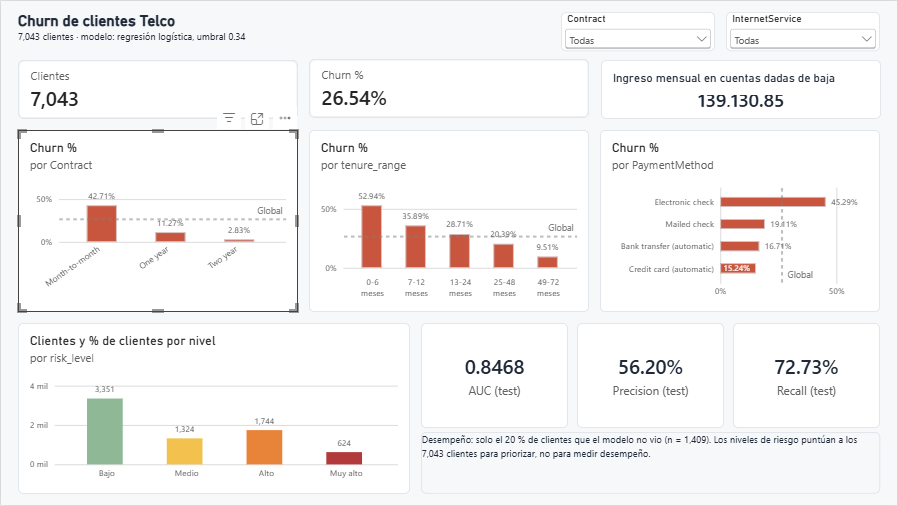 Churn de clientes Telco
7,043 clientes · modelo: regresión logística, umbral 0.34
Contract
Todas
InternetService
Todas
Clientes
7,043
Churn %
26.54%
Ingreso mensual en cuentas dadas de baja
139.130.85
Churn %
por Contract
50%
0%
42.71%
11.27%
2.83%
Global
Month-to-month
One year
Two year
Churn %
por tenure_range
50%
0%
52.94%
35.89%
28.71%
20.39%
9.51%
Global
0-6 meses
7-12 meses
13-24 meses
25-48 meses
49-72 meses
Churn %
por PaymentMethod
Electronic check 45.29%
Mailed check 19.11%
Bank transfer (automatic) 16.71%
Credit card (automatic) 15.24%
Global
0% 50%
Clientes y % de clientes por nivel
por risk_level
4 mil
2 mil
0 mil
3,351
1,324
1,744
624
Bajo
Medio
Alto
Muy alto
0.8468
AUC (test)
56.20%
Precision (test)
72.73%
Recall (test)
Desempeño: solo el 20 % de clientes que el modelo no vio (n = 1,409). Los niveles de riesgo puntúan a los
7,043 clientes para priorizar, no para medir desempeño.